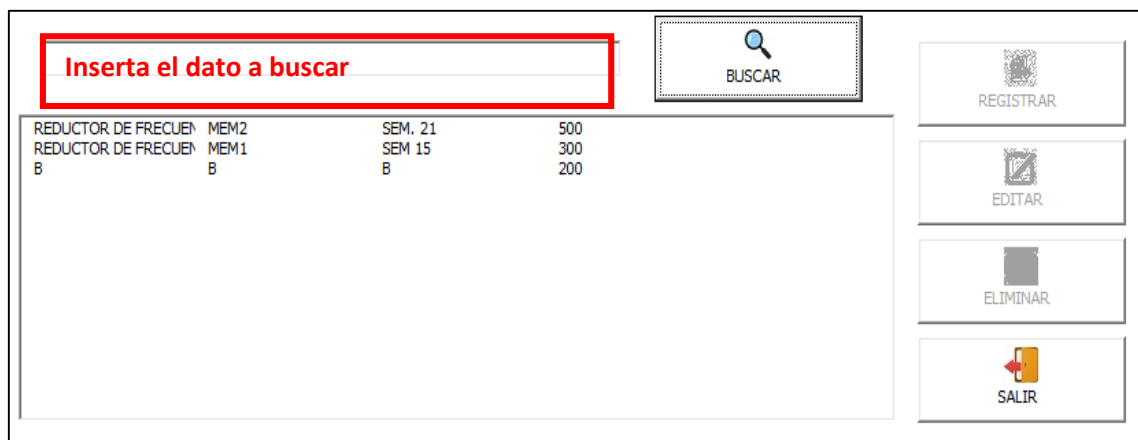 Inserta el dato a buscar
BUSCAR
REDUCTOR DE FRECUEN MEM2 SEM. 21 500
REDUCTOR DE FRECUEN MEM1 SEM 15 300
B B B 200
REGISTRAR
EDITAR
ELIMINAR
SALIR